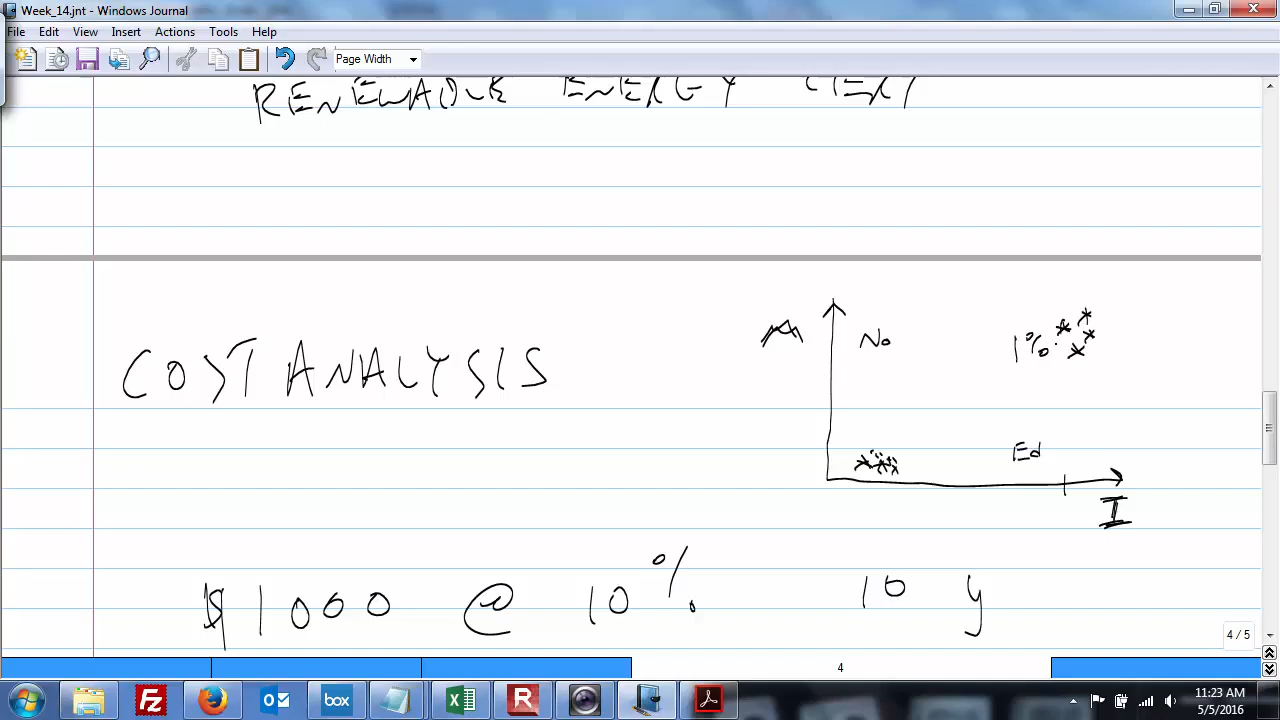 Week_14.jnt - Windows Journal
File Edit View Insert Actions Tools Help
Page Width
RENEWABLE ENERGY
COST ANALYSIS
A
No
1%
Ed
I
$1000 @ 10% 10 y
4/5
4
box
11:23 AM
5/5/2016